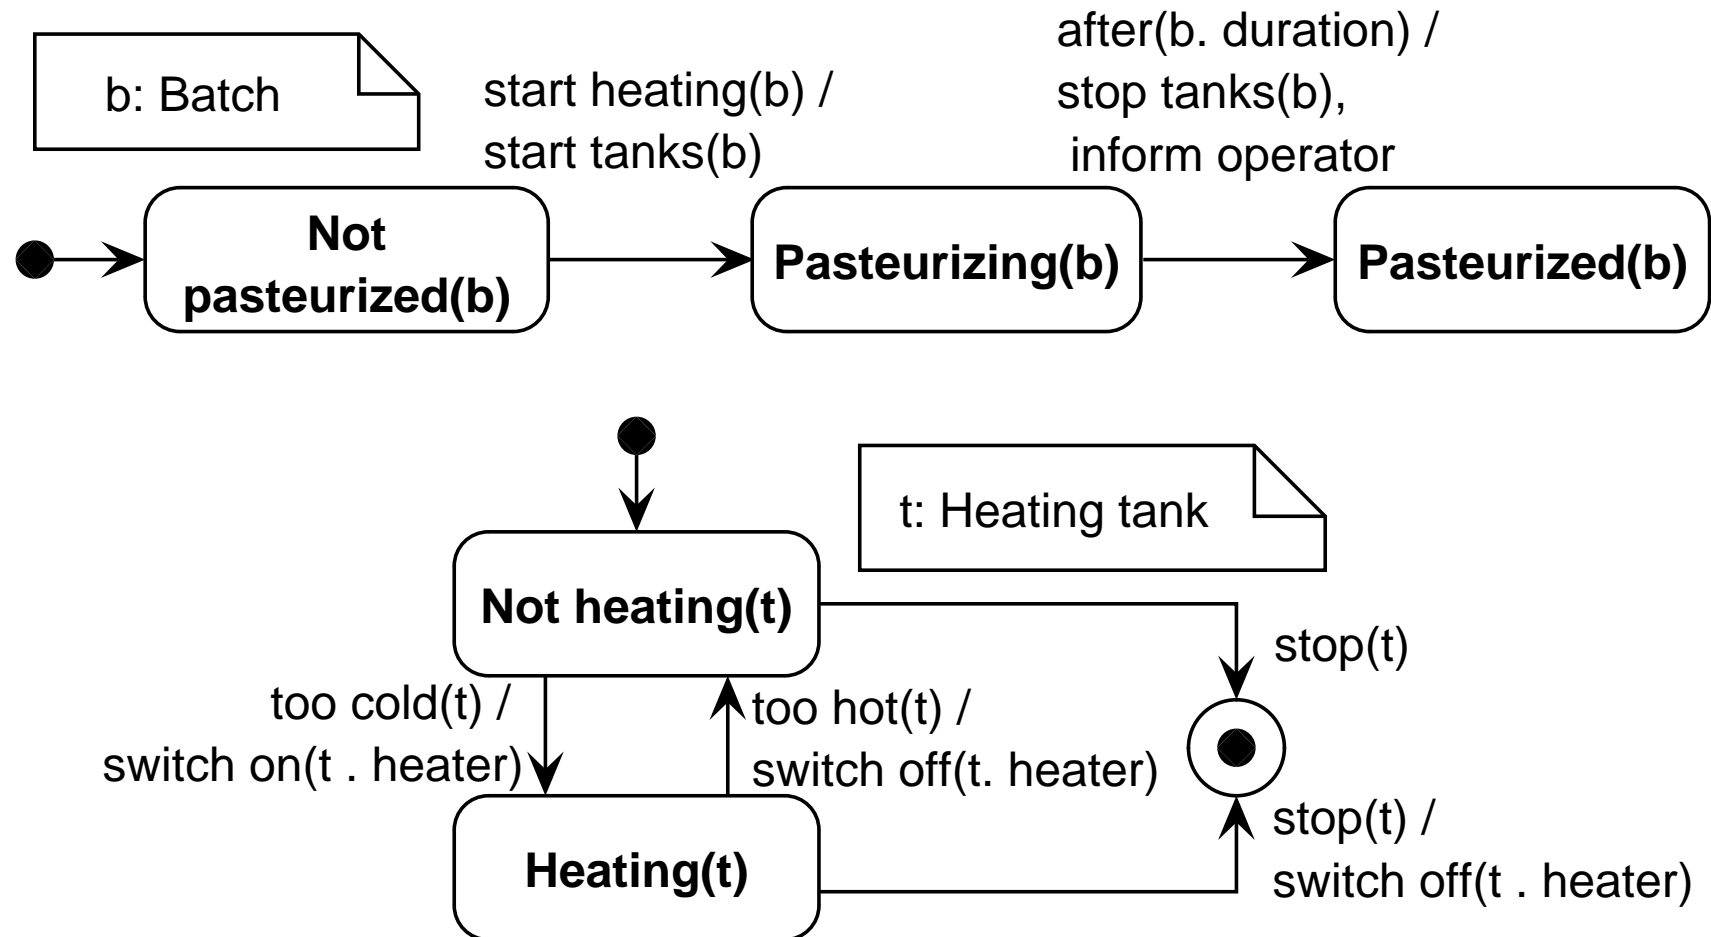 b: Batch
start heating(b) /
start tanks(b)
after(b. duration) /
stop tanks(b),
inform operator
Not
pasteurized(b)
Pasteurizing(b)
Pasteurized(b)
t: Heating tank
Not heating(t)
stop(t)
too cold(t) /
switch on(t . heater)
too hot(t) /
switch off(t. heater)
Heating(t)
stop(t) /
switch off(t . heater)